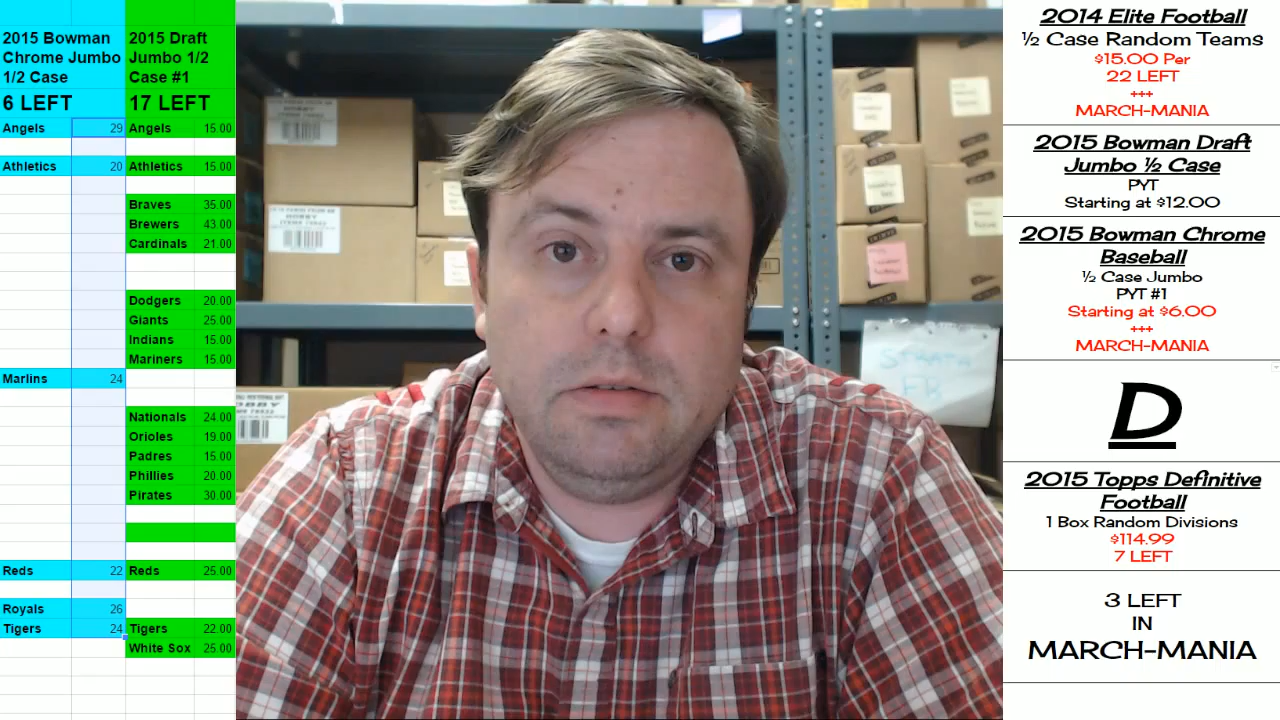 2015 Bowman
Chrome Jumbo
1/2 Case
6 LEFT
Angels 29
Athletics 20
Marlins 24
Reds 22
Royals 26
Tigers 24
2015 Draft
Jumbo 1/2
Case #1
17 LEFT
Angels 15.00
Athletics 15.00
Braves 35.00
Brewers 43.00
Cardinals 21.00
Dodgers 20.00
Giants 25.00
Indians 15.00
Mariners 15.00
Nationals 24.00
Orioles 19.00
Padres 15.00
Phillies 20.00
Pirates 30.00
Reds 25.00
Tigers 22.00
White Sox 25.00
HOBBY
HOBBY
STRATA
FB
2014 Elite Football
½ Case Random Teams
$15.00 Per
22 LEFT
+++
MARCH-MANIA
2015 Bowman Draft
Jumbo ½ Case
PYT
Starting at $12.00
2015 Bowman Chrome
Baseball
½ Case Jumbo
PYT #1
Starting at $6.00
+++
MARCH-MANIA
D
2015 Topps Definitive
Football
1 Box Random Divisions
$114.99
7 LEFT
3 LEFT
IN
MARCH-MANIA